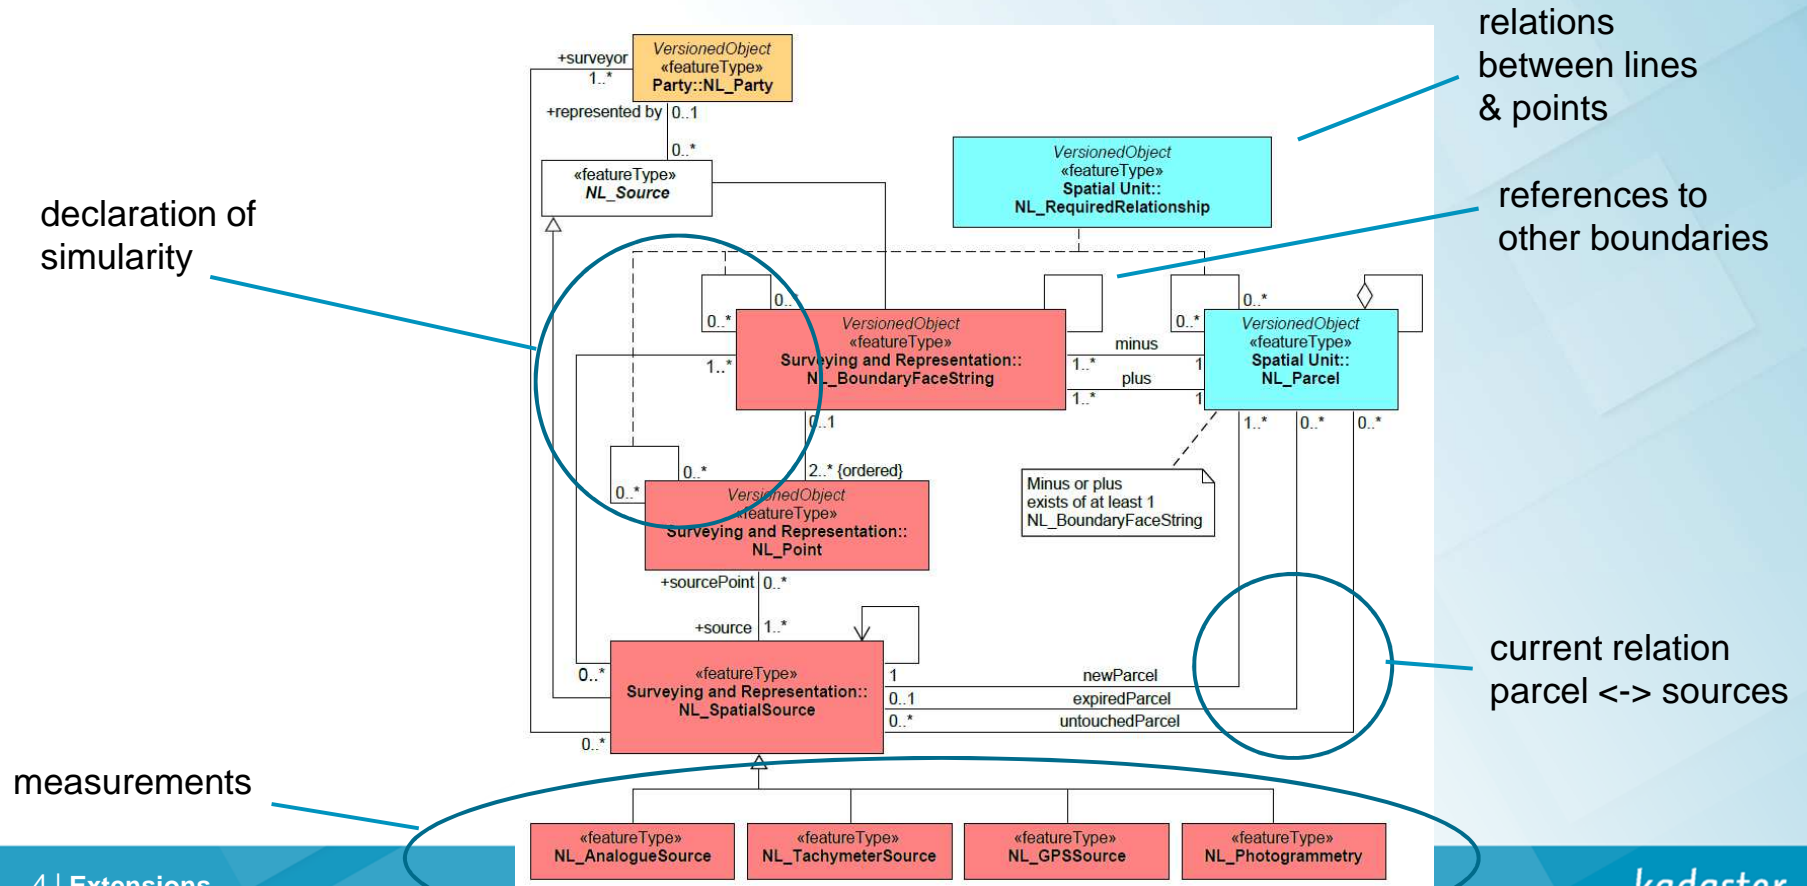 relations
between lines
& points
references to
other boundaries
declaration of
simularity
current relation
parcel <-> sources
measurements
+surveyor
1..*
VersionedObject
«featureType»
Party::NL_Party
+represented by
0..1
0..*
«featureType»
NL_Source
VersionedObject
«featureType»
Spatial Unit::
NL_RequiredRelationship
0..*
0..*
1..*
VersionedObject
«featureType»
Surveying and Representation::
NL_BoundaryFaceString
minus
1..*
1
plus
1..*
1
0..*
0..*
VersionedObject
«featureType»
Spatial Unit::
NL_Parcel
1..*
0..*
0..*
0..1
2..* {ordered}
0..*
0..*
VersionedObject
«featureType»
Surveying and Representation::
NL_Point
Minus or plus
exists of at least 1
NL_BoundaryFaceString
+sourcePoint
0..*
+source
1..*
0..*
«featureType»
Surveying and Representation::
NL_SpatialSource
0..*
1
newParcel
0..1
expiredParcel
0..*
untouchedParcel
«featureType»
NL_AnalogueSource
«featureType»
NL_TachymeterSource
«featureType»
NL_GPSSource
«featureType»
NL_Photogrammetry
4 | Extensions
kadaster